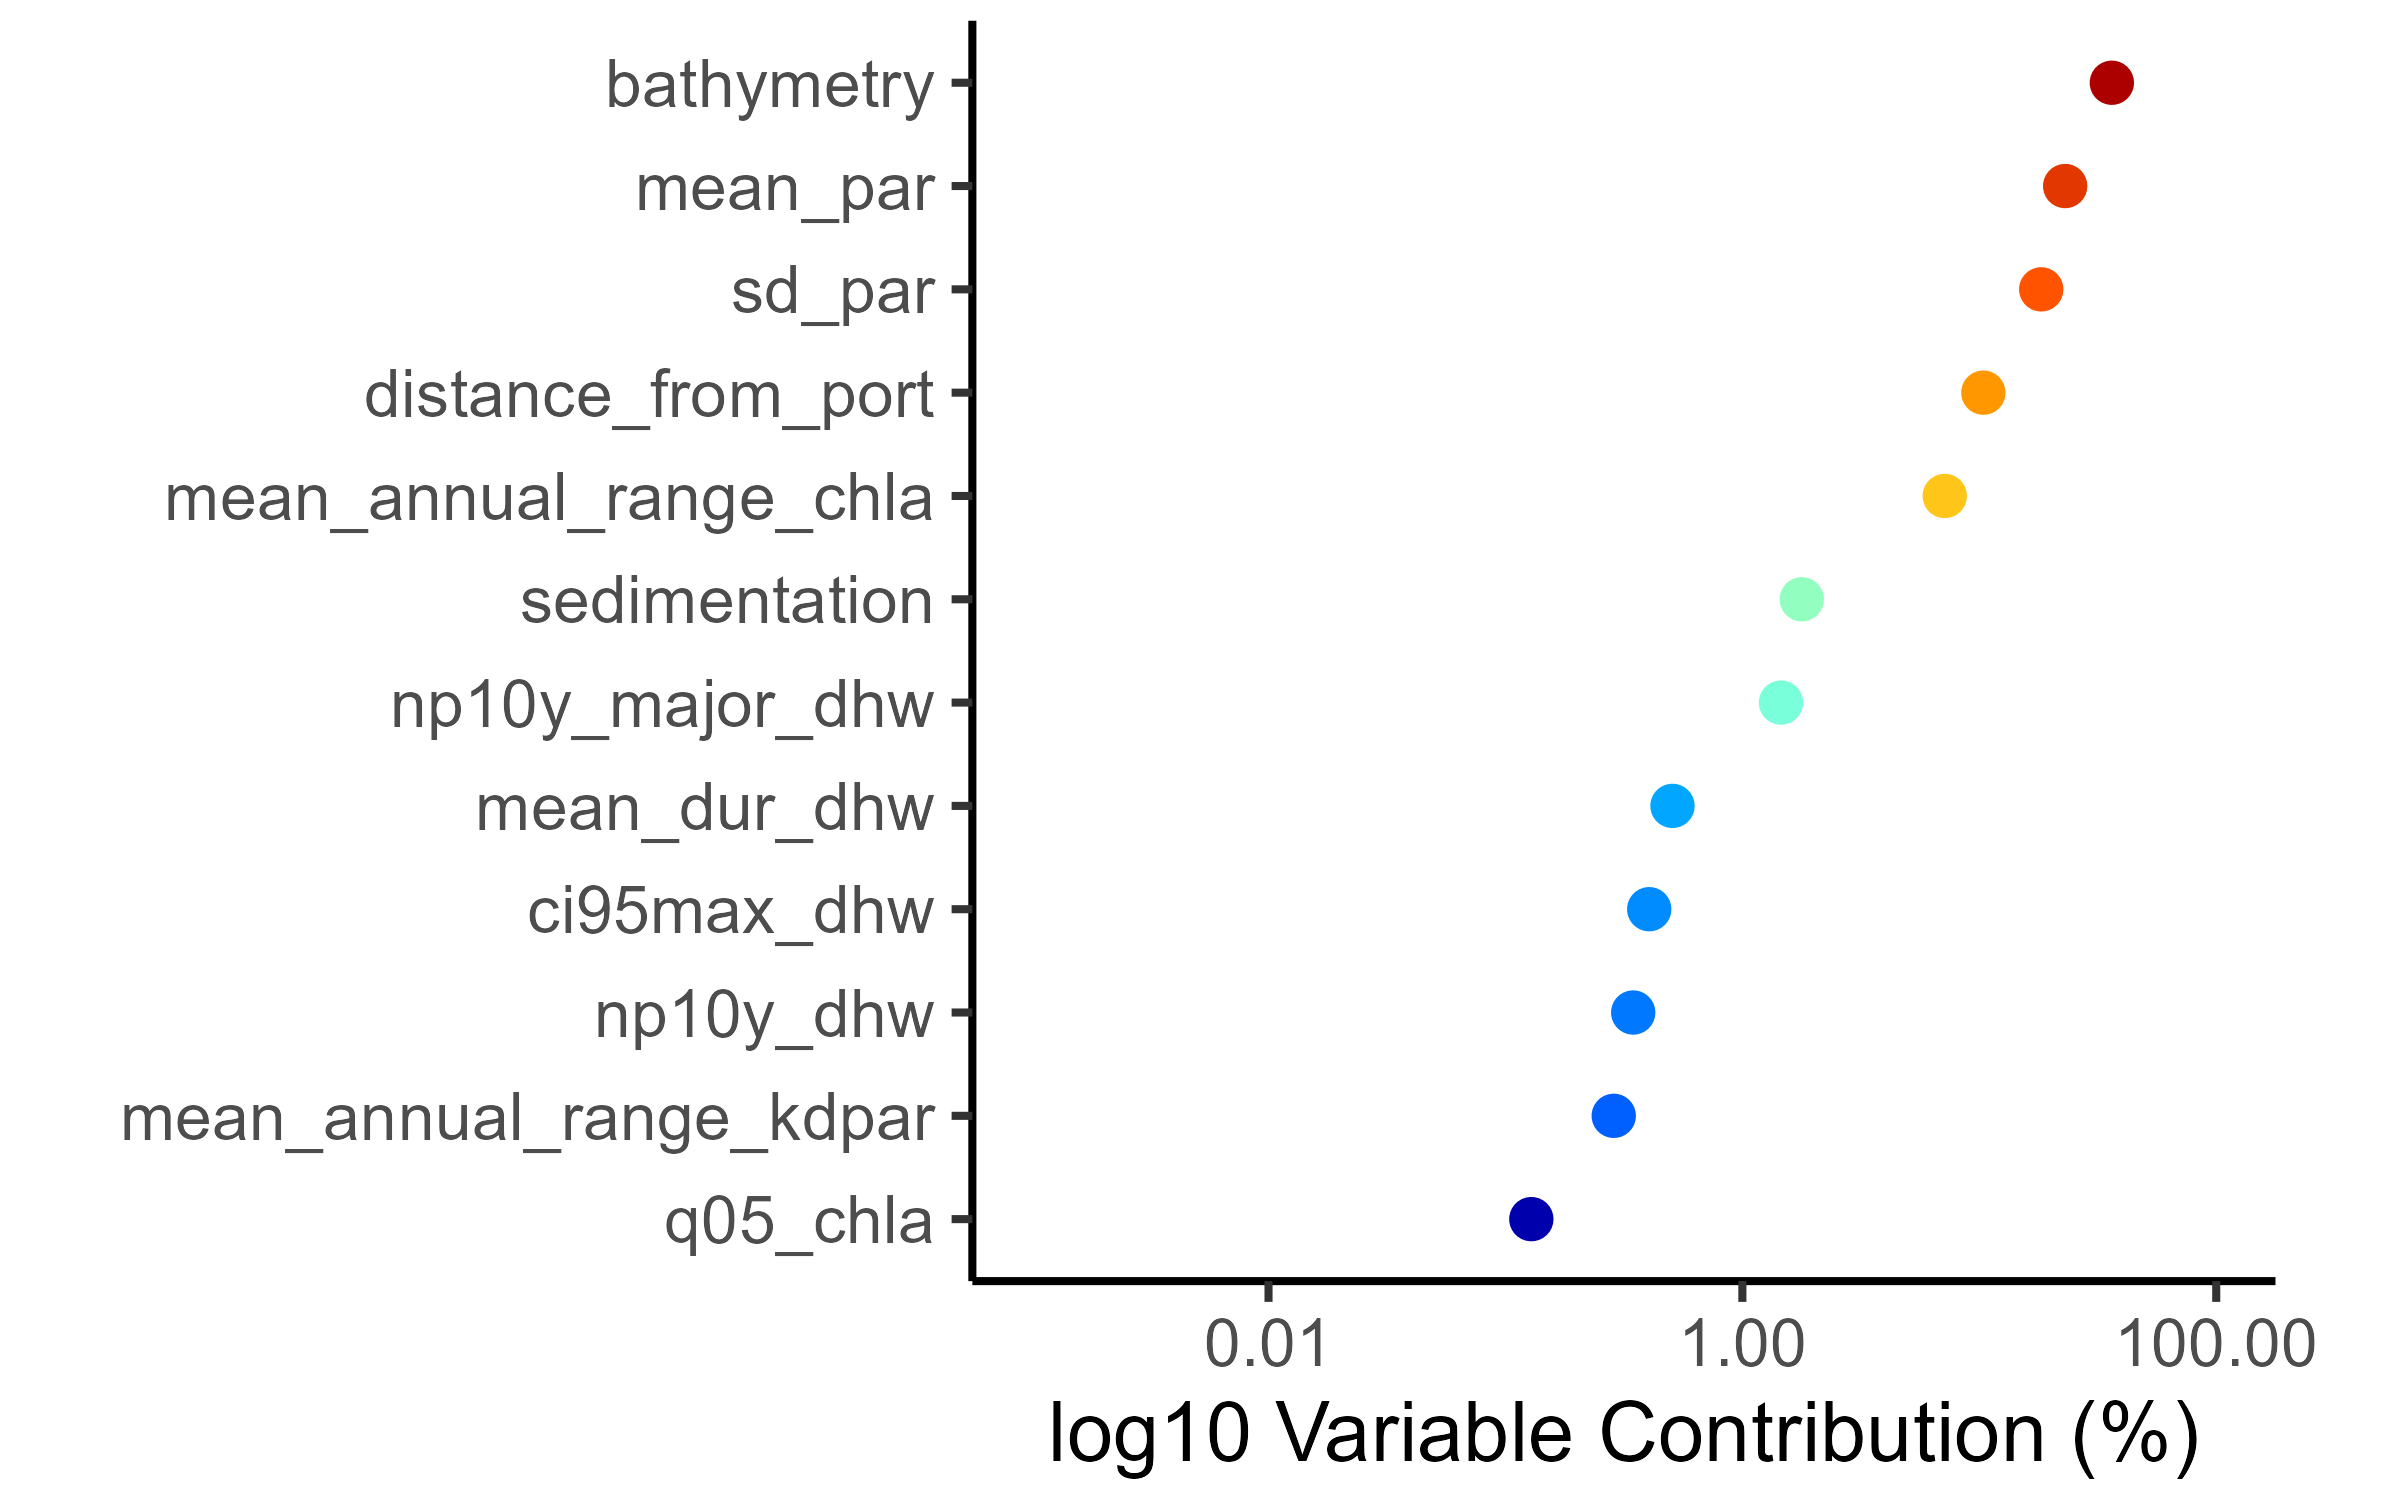 bathymetry
mean_par
sd_par
distance_from_port
mean_annual_range_chla
sedimentation
np10y_major_dhw
mean_dur_dhw
ci95max_dhw
np10y_dhw
mean_annual_range_kdpar
q05_chla
0.01 1.00 100.00
log10 Variable Contribution (%)